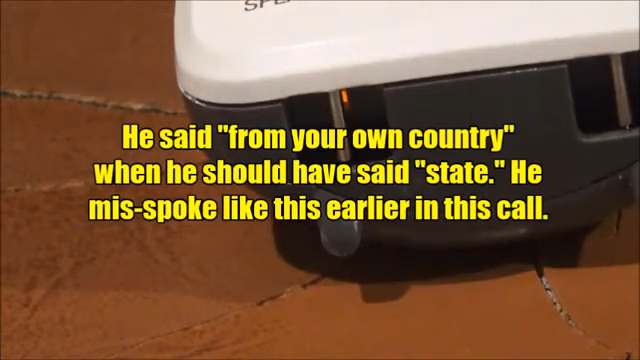 He said "from your own country"
when he should have said "state." He
mis-spoke like this earlier in this call.